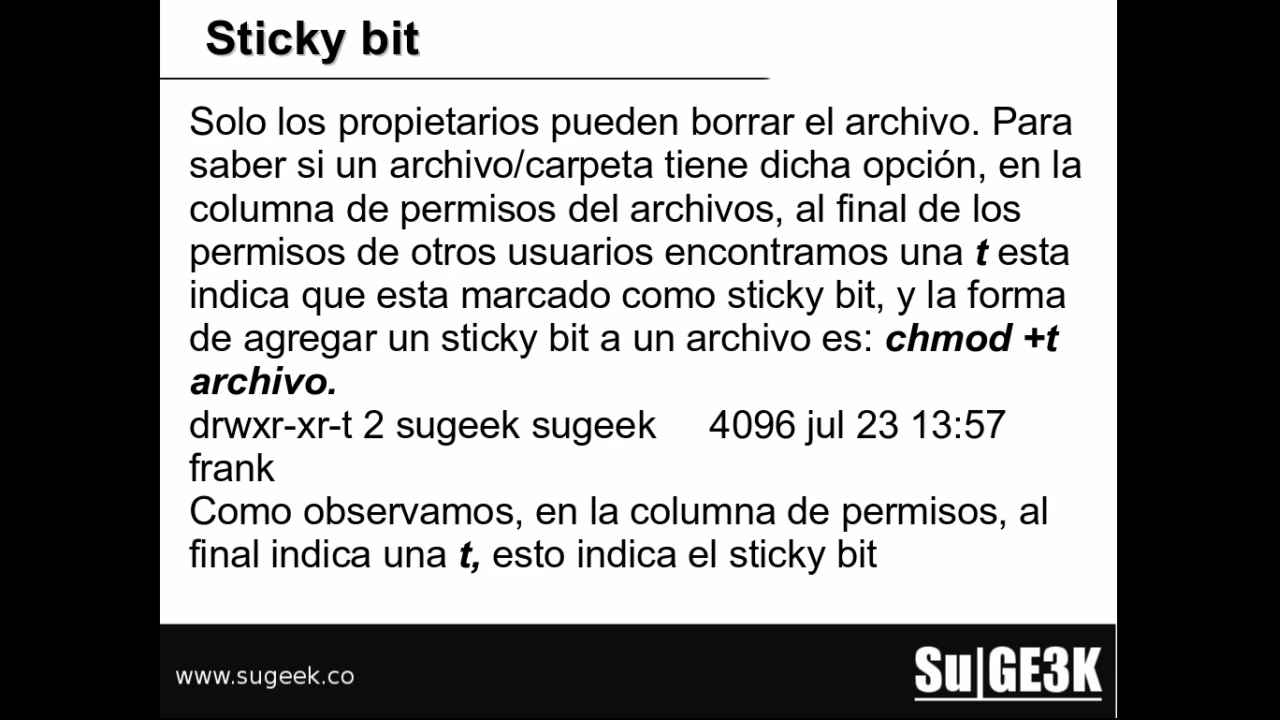 Sticky bit
Solo los propietarios pueden borrar el archivo. Para
saber si un archivo/carpeta tiene dicha opción, en la
columna de permisos del archivos, al final de los
permisos de otros usuarios encontramos una t esta
indica que esta marcado como sticky bit, y la forma
de agregar un sticky bit a un archivo es: chmod +t
archivo.
drwxr-xr-t 2 sugeek sugeek     4096 jul 23 13:57
frank
Como observamos, en la columna de permisos, al
final indica una t, esto indica el sticky bit
www.sugeek.co
Su|GE3K